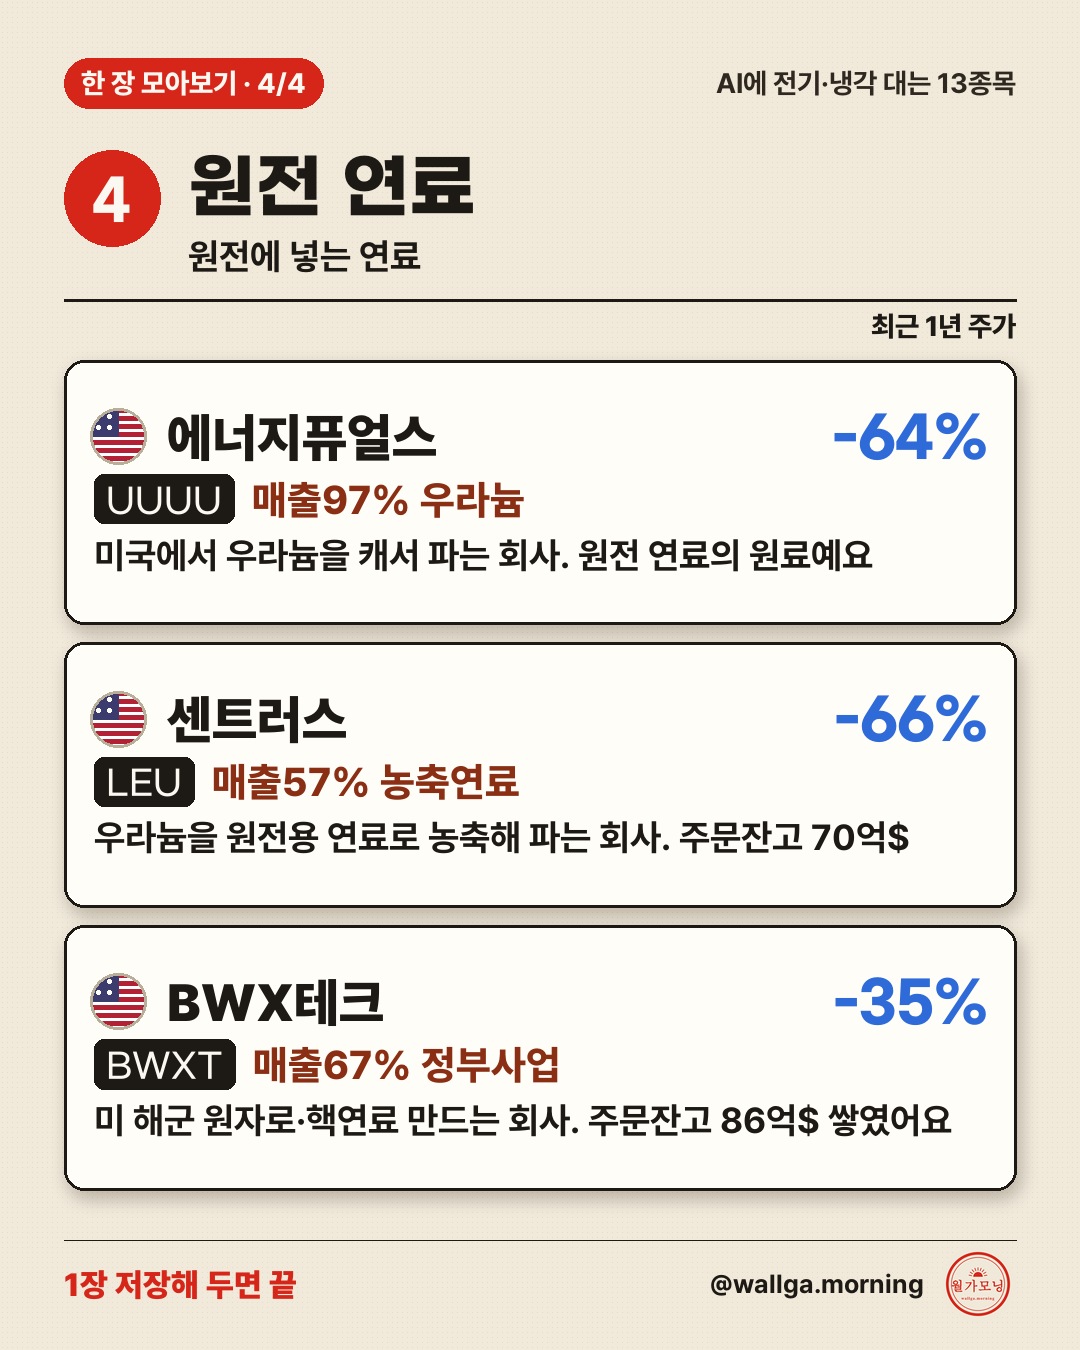 한 장 모아보기 · 4/4
AI에 전기·냉각 대는 13종목
4
원전 연료
원전에 넣는 연료
최근 1년 주가
에너지퓨얼스
-64%
UUUU 매출97% 우라늄
미국에서 우라늄을 캐서 파는 회사. 원전 연료의 원료예요
센트러스
-66%
LEU 매출57% 농축연료
우라늄을 원전용 연료로 농축해 파는 회사. 주문잔고 70억$
BWX테크
-35%
BWXT 매출67% 정부사업
미 해군 원자로·핵연료 만드는 회사. 주문잔고 86억$ 쌓였어요
1장 저장해 두면 끝
@wallga.morning
월가모닝
wallga.morning